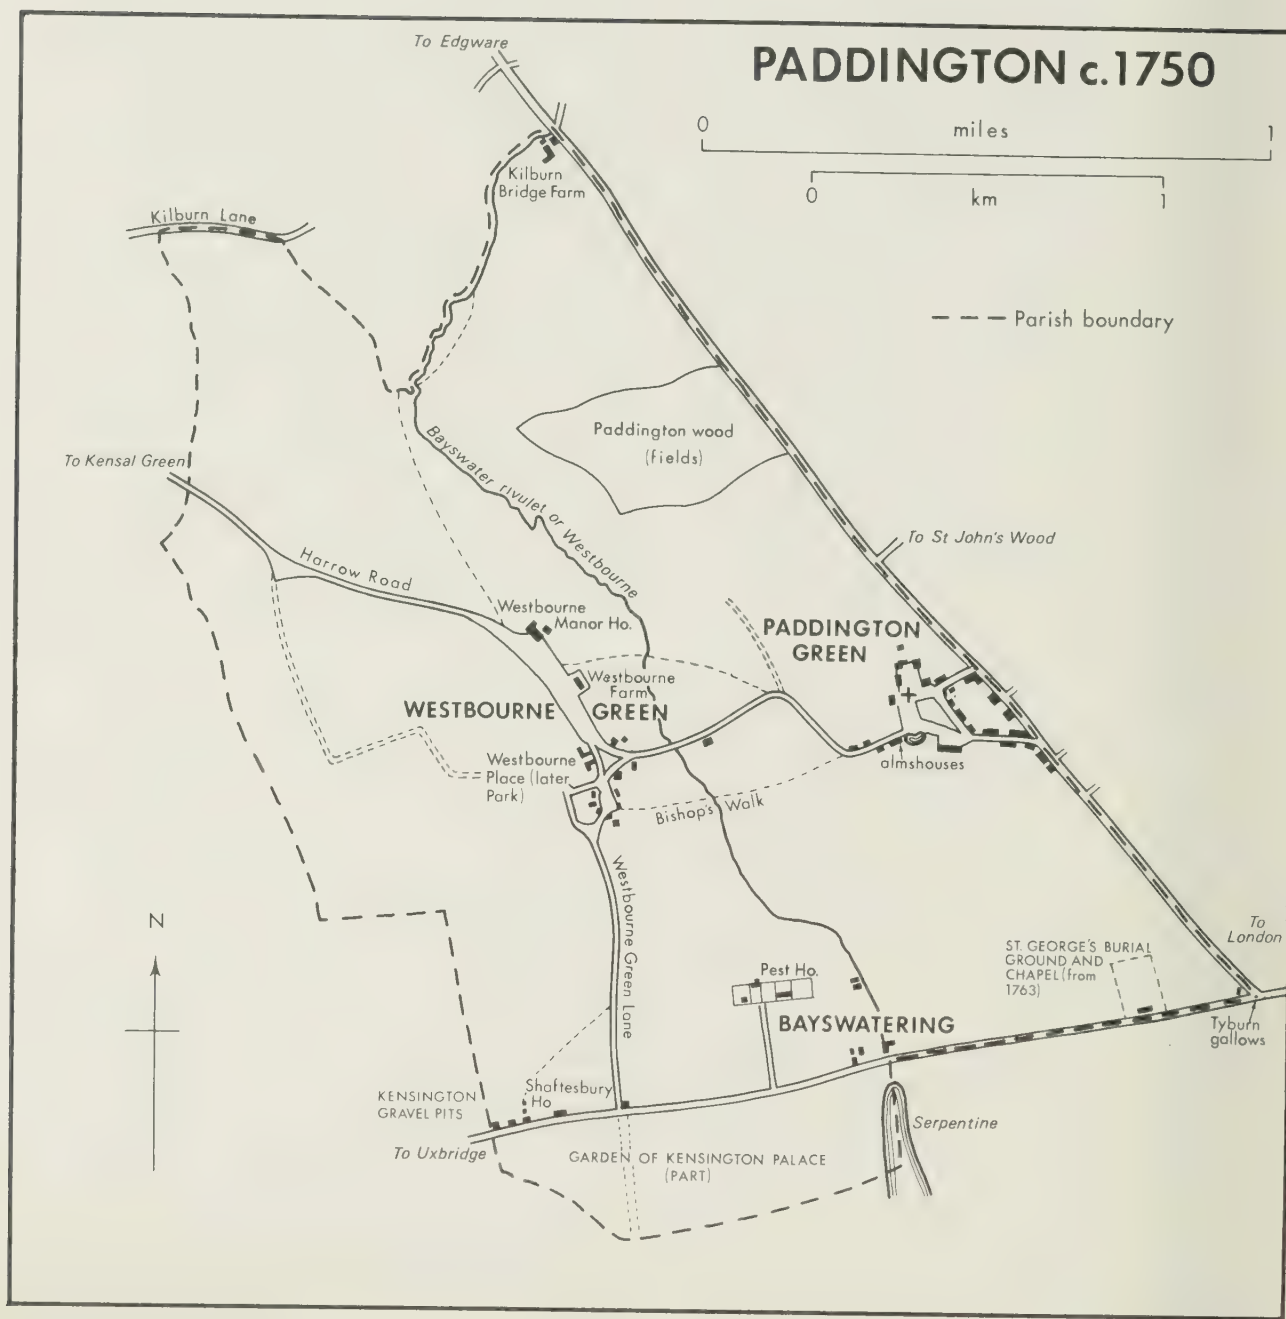 To Edgware
PADDINGTON c.1750
0 miles 1
0 km 1
Kilburn
Bridge Farm
Kilburn Lane
Parish boundary
Paddington wood
(fields)
To Kensal Green
Bayswater rivulet or Westbourne
To St John's Wood
Harrow Road
Westbourne
Manor Ho.
PADDINGTON
GREEN
Westbourne
Farm
WESTBOURNE GREEN
Westbourne
Place (later
Park)
almshouses
Bishop's Walk
Westbourne Green Lane
N
To
London
ST. GEORGE'S BURIAL
GROUND AND
CHAPEL (from
1763)
Pest Ho.
BAYSWATERING
Tyburn
gallows
KENSINGTON
GRAVEL PITS
Shaftesbury
Ho
Serpentine
To Uxbridge
GARDEN OF KENSINGTON PALACE
(PART)